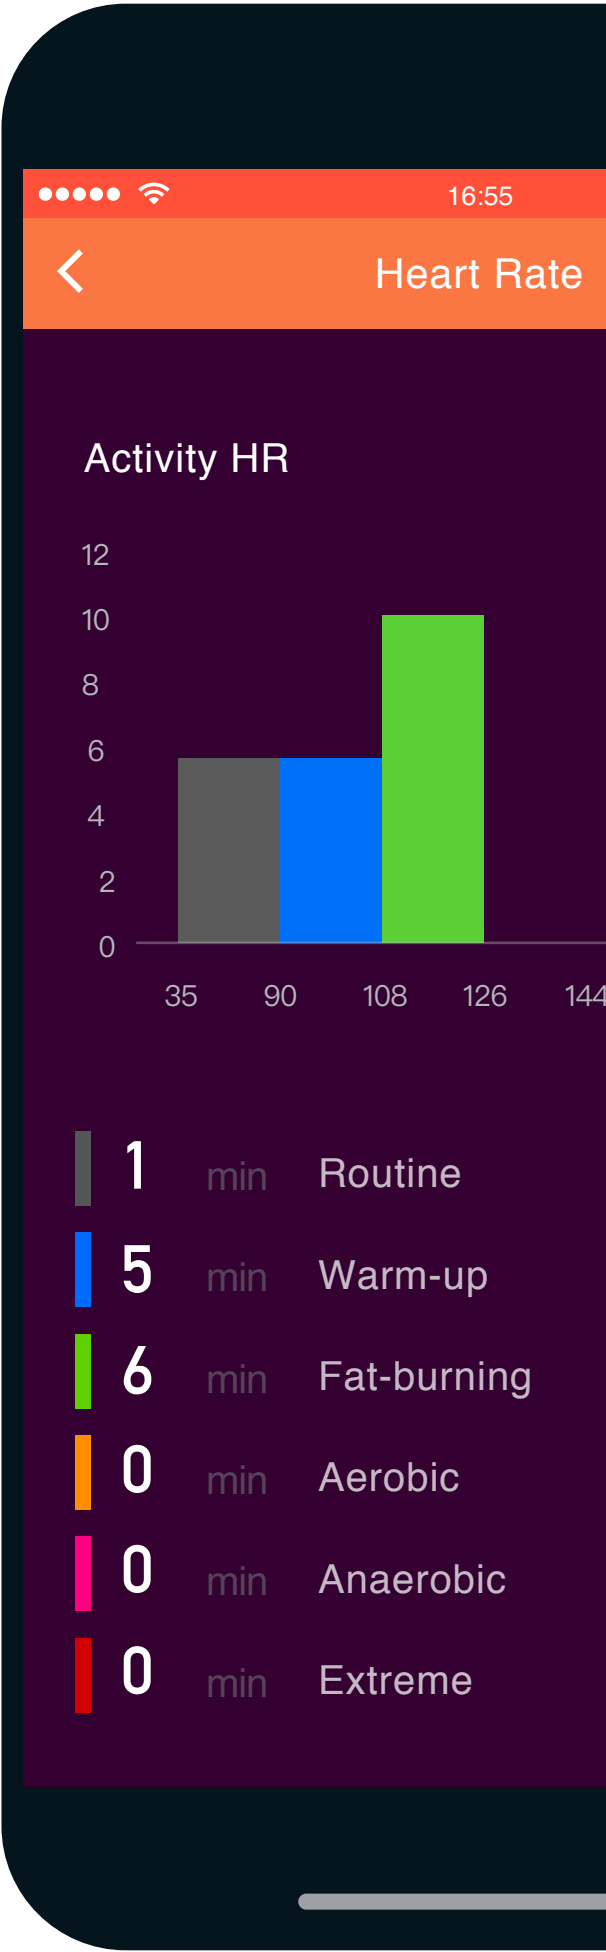 16:55
Heart Rate
Activity HR
12
10
8
6
4
2
0
35 90 108 126 144
1 min Routine
5 min Warm-up
6 min Fat-burning
0 min Aerobic
0 min Anaerobic
0 min Extreme